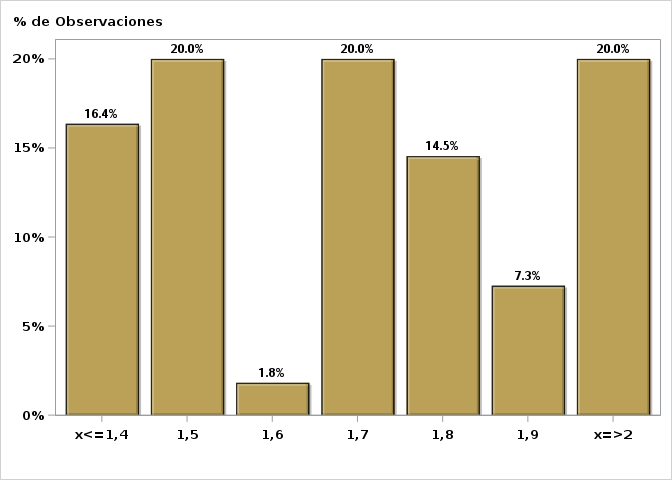 % de Observaciones
20.0% 20.0% 20.0%
20%
16.4%
15% 14.5%
10%
7.3%
5%
1.8%
0%
x<=1,4 1,5 1,6 1,7 1,8 1,9 x=>2